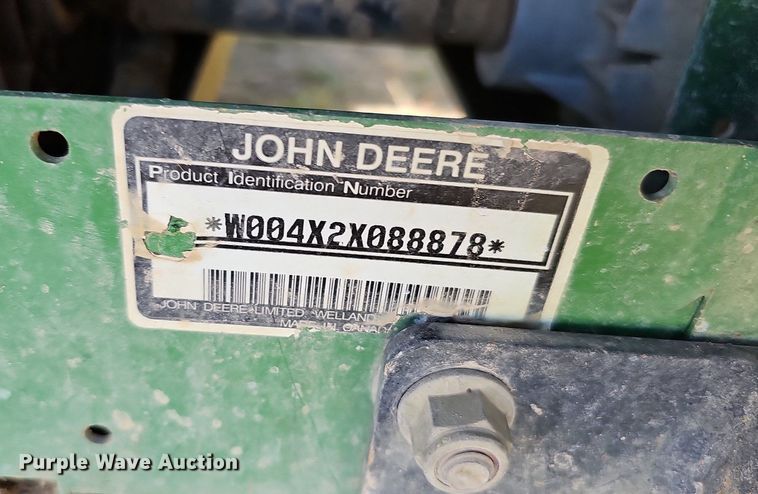 JOHN DEERE
Product Identification Number
*W004X2X088878*
JOHN DEERE LIMITED WELLAND
MADE IN CANADA
Purple Wave Auction